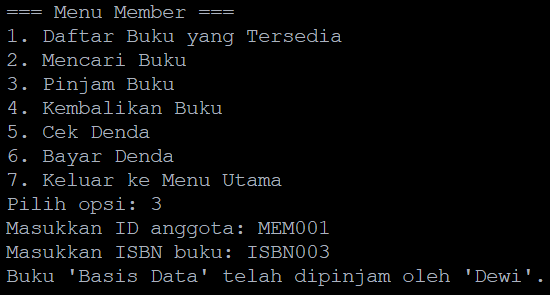 === Menu Member ===
1. Daftar Buku yang Tersedia
2. Mencari Buku
3. Pinjam Buku
4. Kembalikan Buku
5. Cek Denda
6. Bayar Denda
7. Keluar ke Menu Utama
Pilih opsi: 3
Masukkan ID anggota: MEM001
Masukkan ISBN buku: ISBN003
Buku 'Basis Data' telah dipinjam oleh 'Dewi'.